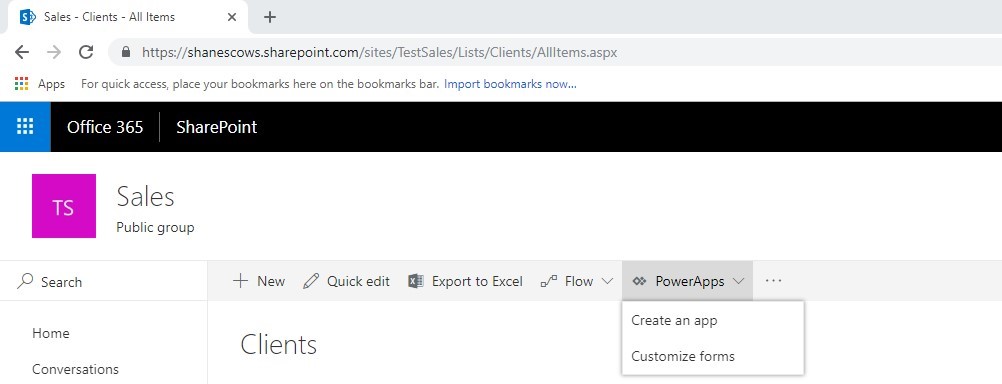 Sales - Clients - All Items
https://shanescows.sharepoint.com/sites/TestSales/Lists/Clients/AllItems.aspx
Apps For quick access, place your bookmarks here on the bookmarks bar. Import bookmarks now...
Office 365 SharePoint
TS
Sales
Public group
Search New Quick edit Export to Excel Flow PowerApps
Create an app
Home
Clients
Customize forms
Conversations